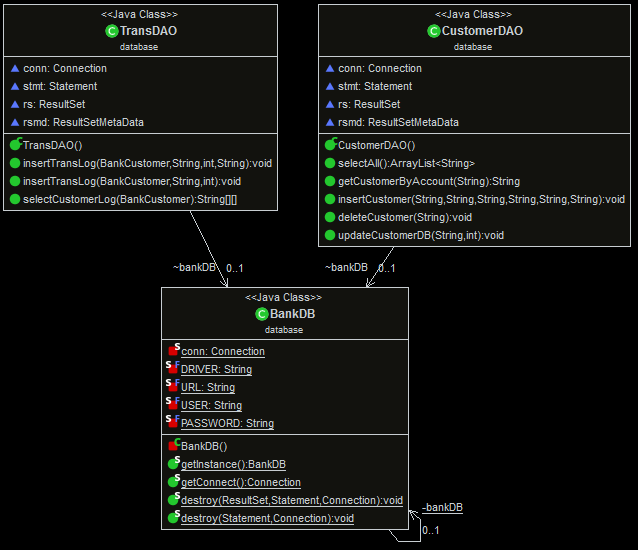 <<Java Class>>
TransDAO
database
conn: Connection
stmt: Statement
rs: ResultSet
rsmd: ResultSetMetaData
TransDAO()
insertTransLog(BankCustomer,String,int,String):void
insertTransLog(BankCustomer,String,int):void
selectCustomerLog(BankCustomer):String[][]
<<Java Class>>
CustomerDAO
database
conn: Connection
stmt: Statement
rs: ResultSet
rsmd: ResultSetMetaData
CustomerDAO()
selectAll():ArrayList<String>
getCustomerByAccount(String):String
insertCustomer(String,String,String,String,String):void
deleteCustomer(String):void
updateCustomerDB(String,int):void
~bankDB 0..1
~bankDB 0..1
<<Java Class>>
BankDB
database
conn: Connection
DRIVER: String
URL: String
USER: String
PASSWORD: String
BankDB()
getInstance():BankDB
getConnect():Connection
destroy(ResultSet,Statement,Connection):void
destroy(Statement,Connection):void
-bankDB
0..1